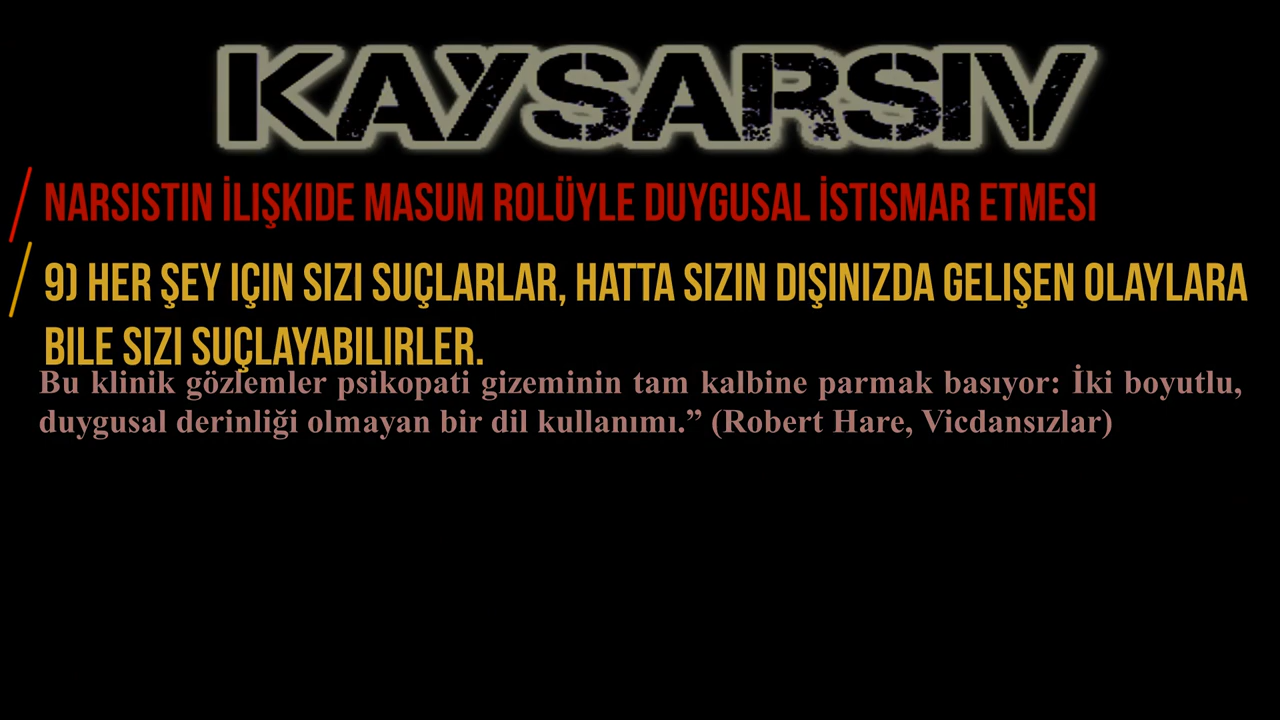 KAYSARSIV
NARSISTIN İLIŞKIDE MASUM ROLÜYLE DUYGUSAL İSTISMAR ETMESI
9) HER ŞEY IÇIN SIZI SUÇLARLAR, HATTA SIZIN DIŞINIZDA GELIŞEN OLAYLARA
BILE SIZI SUÇLAYABILIRLER.
Bu klinik gözlemler psikopati gizeminin tam kalbine parmak basıyor: İki boyutlu,
duygusal derinliği olmayan bir dil kullanımı.” (Robert Hare, Vicdansızlar)